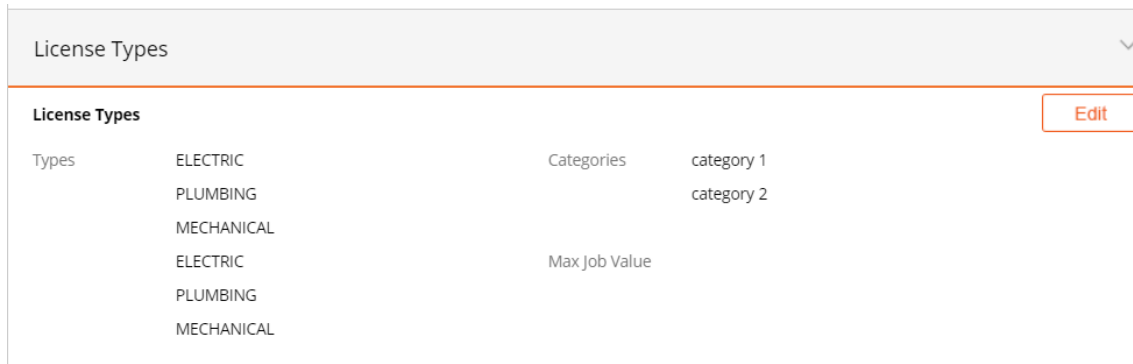 License Types
License Types
Edit
Types ELECTRIC Categories category 1
PLUMBING category 2
MECHANICAL
ELECTRIC Max Job Value
PLUMBING
MECHANICAL